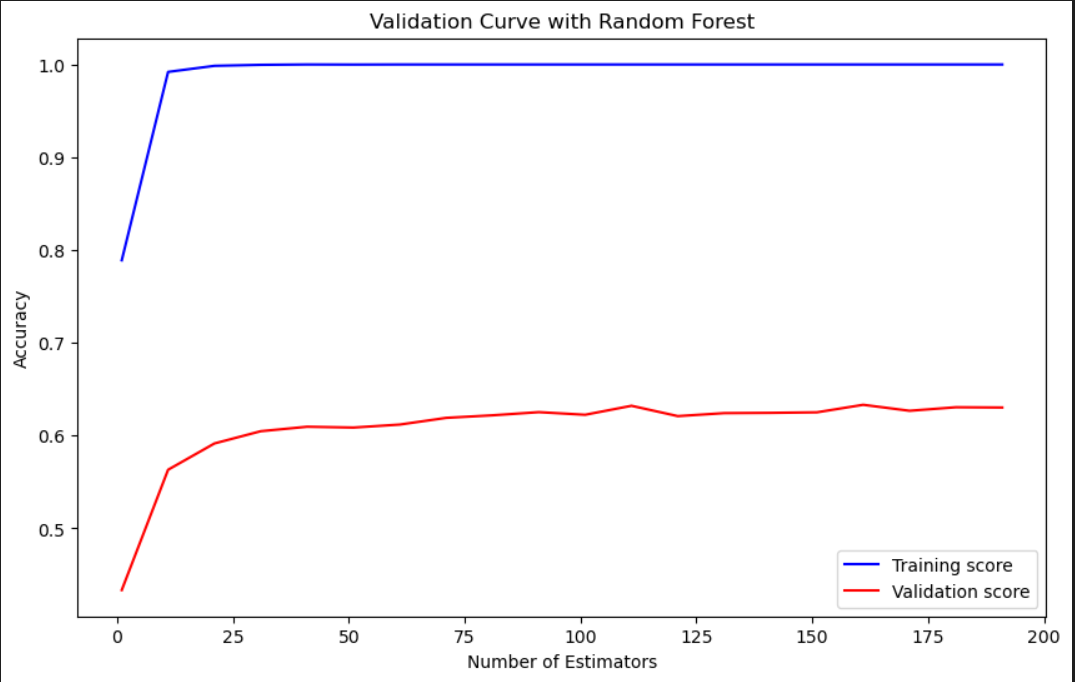 Validation Curve with Random Forest
1.0
0.9
0.8
0.7
0.6
0.5
Accuracy
Training score
Validation score
0 25 50 75 100 125 150 175 200
Number of Estimators